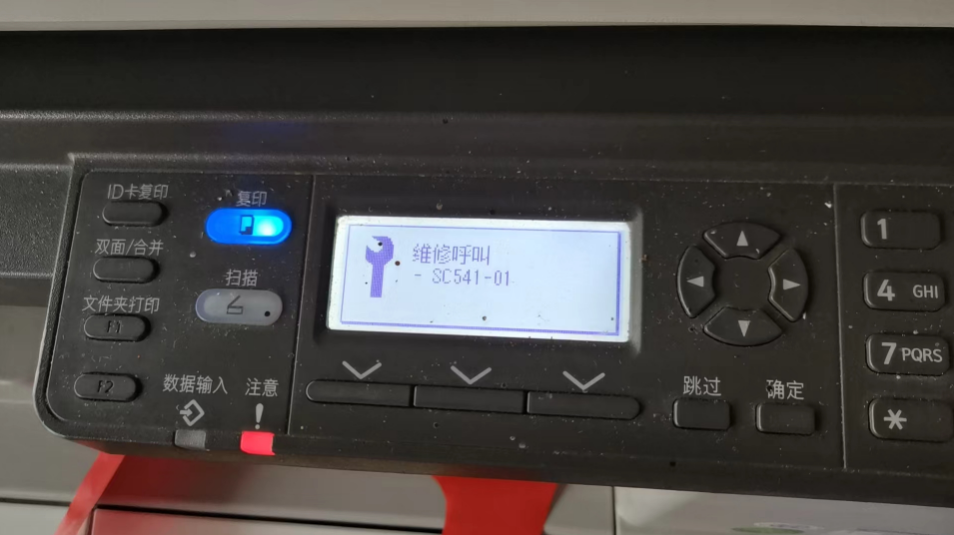 ID卡复印
复印
双面/合并
扫描
文件夹打印
F1
F2
数据输入
注意
!
维修呼叫
- SC541-01
跳过
确定
1
4 GHI
7 PQRS
*